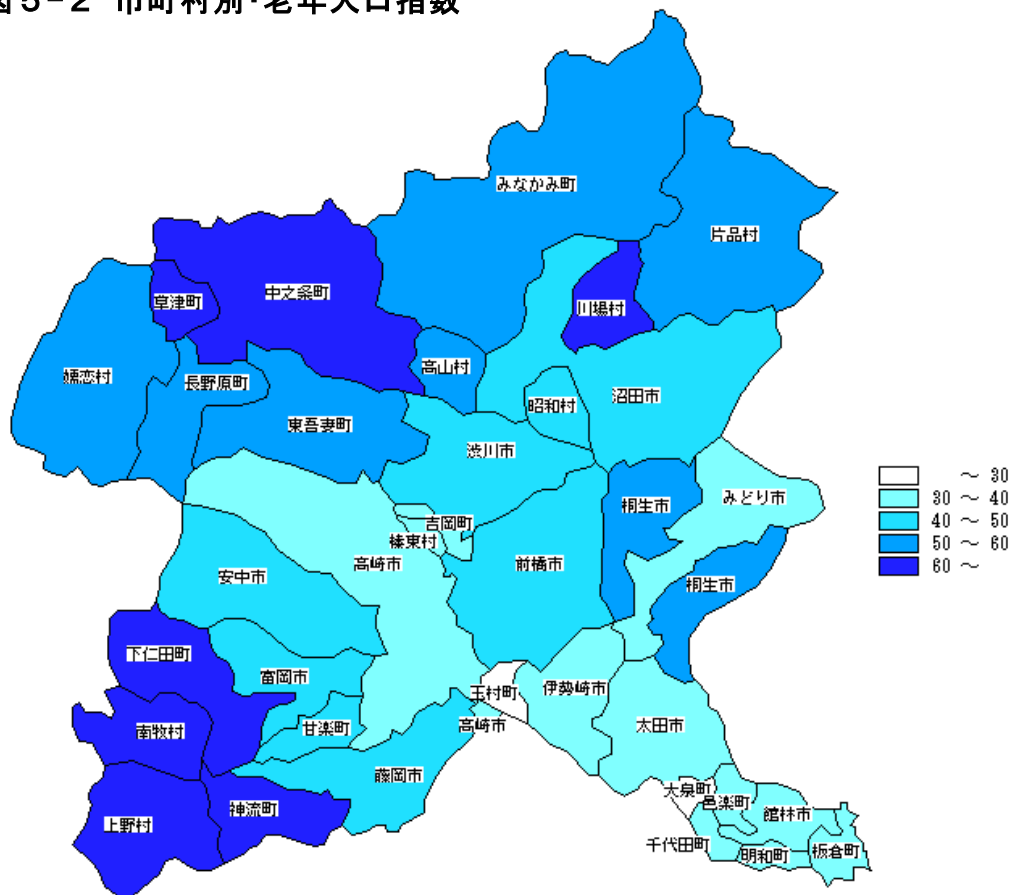 図5-2 市町村別・老年人口指数
みなかみ町
片品村
草津町
中之条町
川場村
嬬恋村
長野原町
高山村
昭和村
沼田市
東吾妻町
渋川市
みどり市
桐生市
吉岡町
榛東村
高崎市
前橋市
安中市
桐生市
下仁田町
富岡市
玉村町
伊勢崎市
南牧村
甘楽町
高崎市
太田市
藤岡市
大泉町
邑楽町
館林市
上野村
神流町
千代田町
明和町
板倉町
～ 30
30 ～ 40
40 ～ 50
50 ～ 60
60 ～